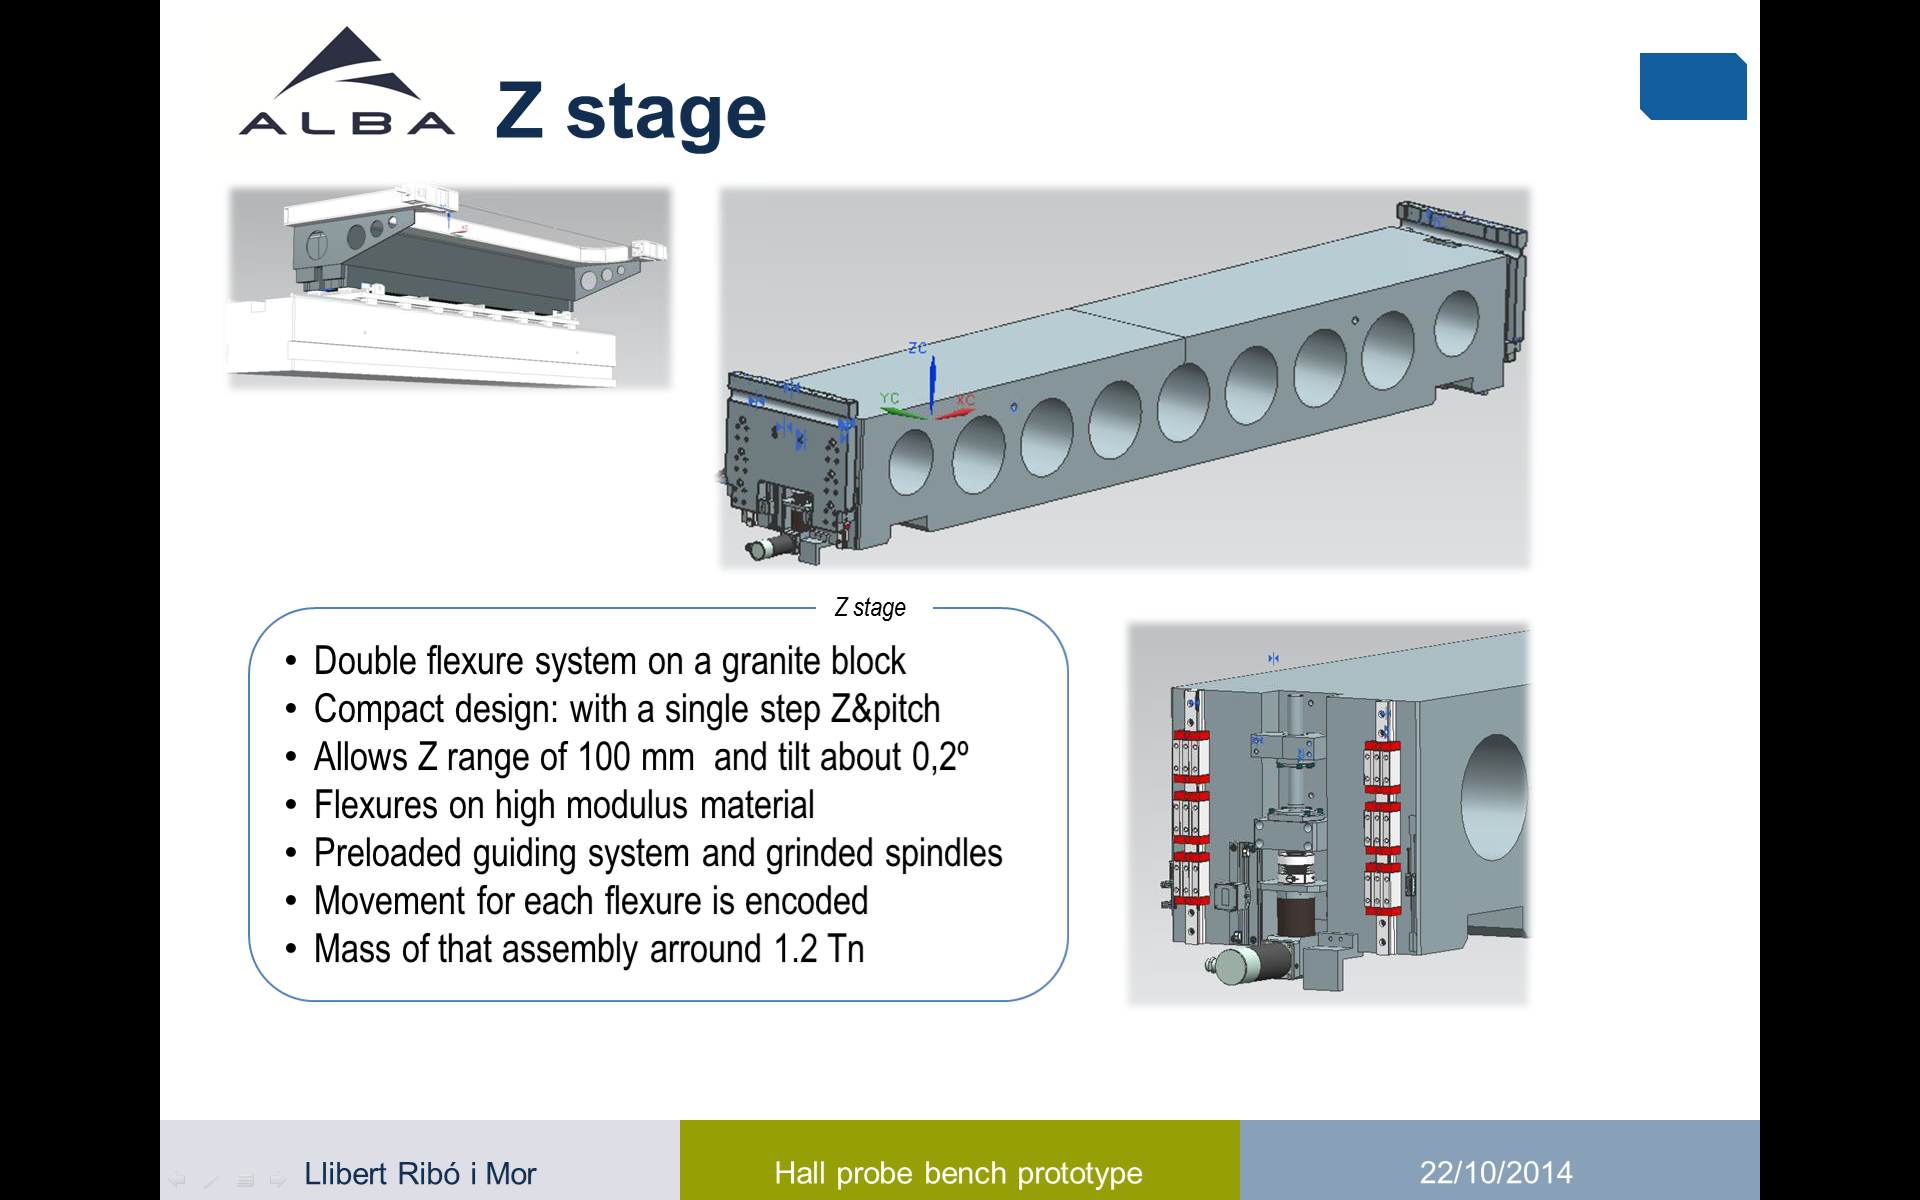 ALBA
Z stage
ZC
YC
XC
Z stage
• Double flexure system on a granite block
• Compact design: with a single step Z&pitch
• Allows Z range of 100 mm  and tilt about 0,2º
• Flexures on high modulus material
• Preloaded guiding system and grinded spindles
• Movement for each flexure is encoded
• Mass of that assembly arround 1.2 Tn
Llibert Ribó i Mor
Hall probe bench prototype
22/10/2014